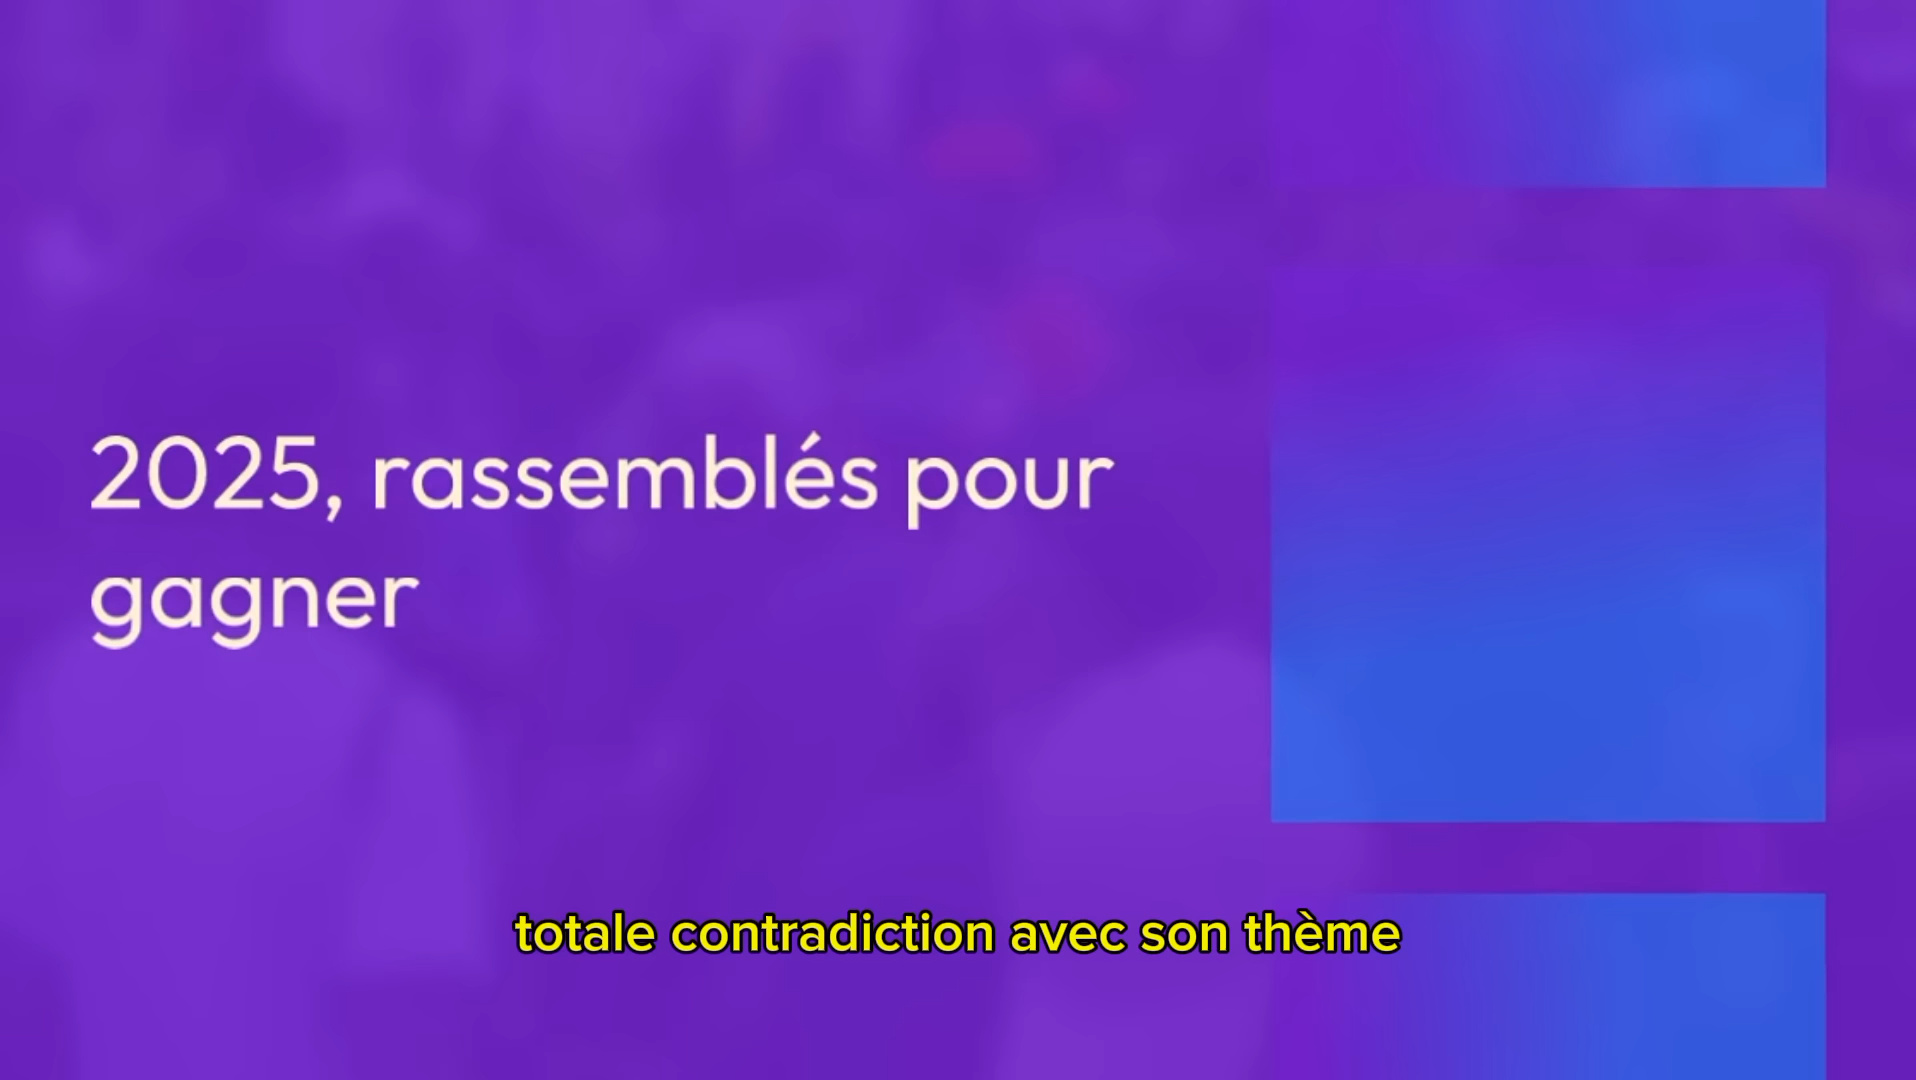 2025, rassemblés pour
gagner
totale contradiction avec son thème